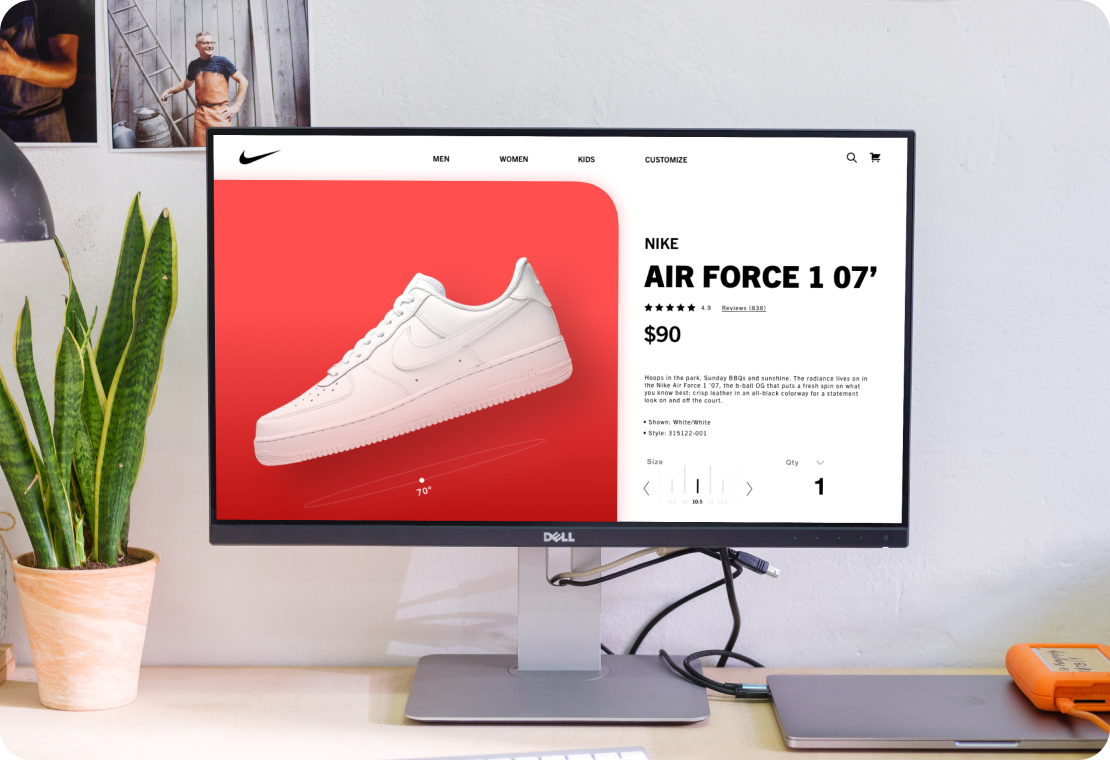 MEN WOMEN KIDS CUSTOMIZE
NIKE
AIR FORCE 1 07’
4.9 Reviews (838)
$90
Hoops in the park, Sunday BBQs and sunshine. The radiance lives on in
the Nike Air Force 1 ’07, the b-ball OG that puts a fresh spin on what
you know best: crisp leather in an all-black colorway for a statement
look on and off the court.
• Shown: White/White
• Style: 315122-001
Size
Qty
10.5
1
70°
DELL